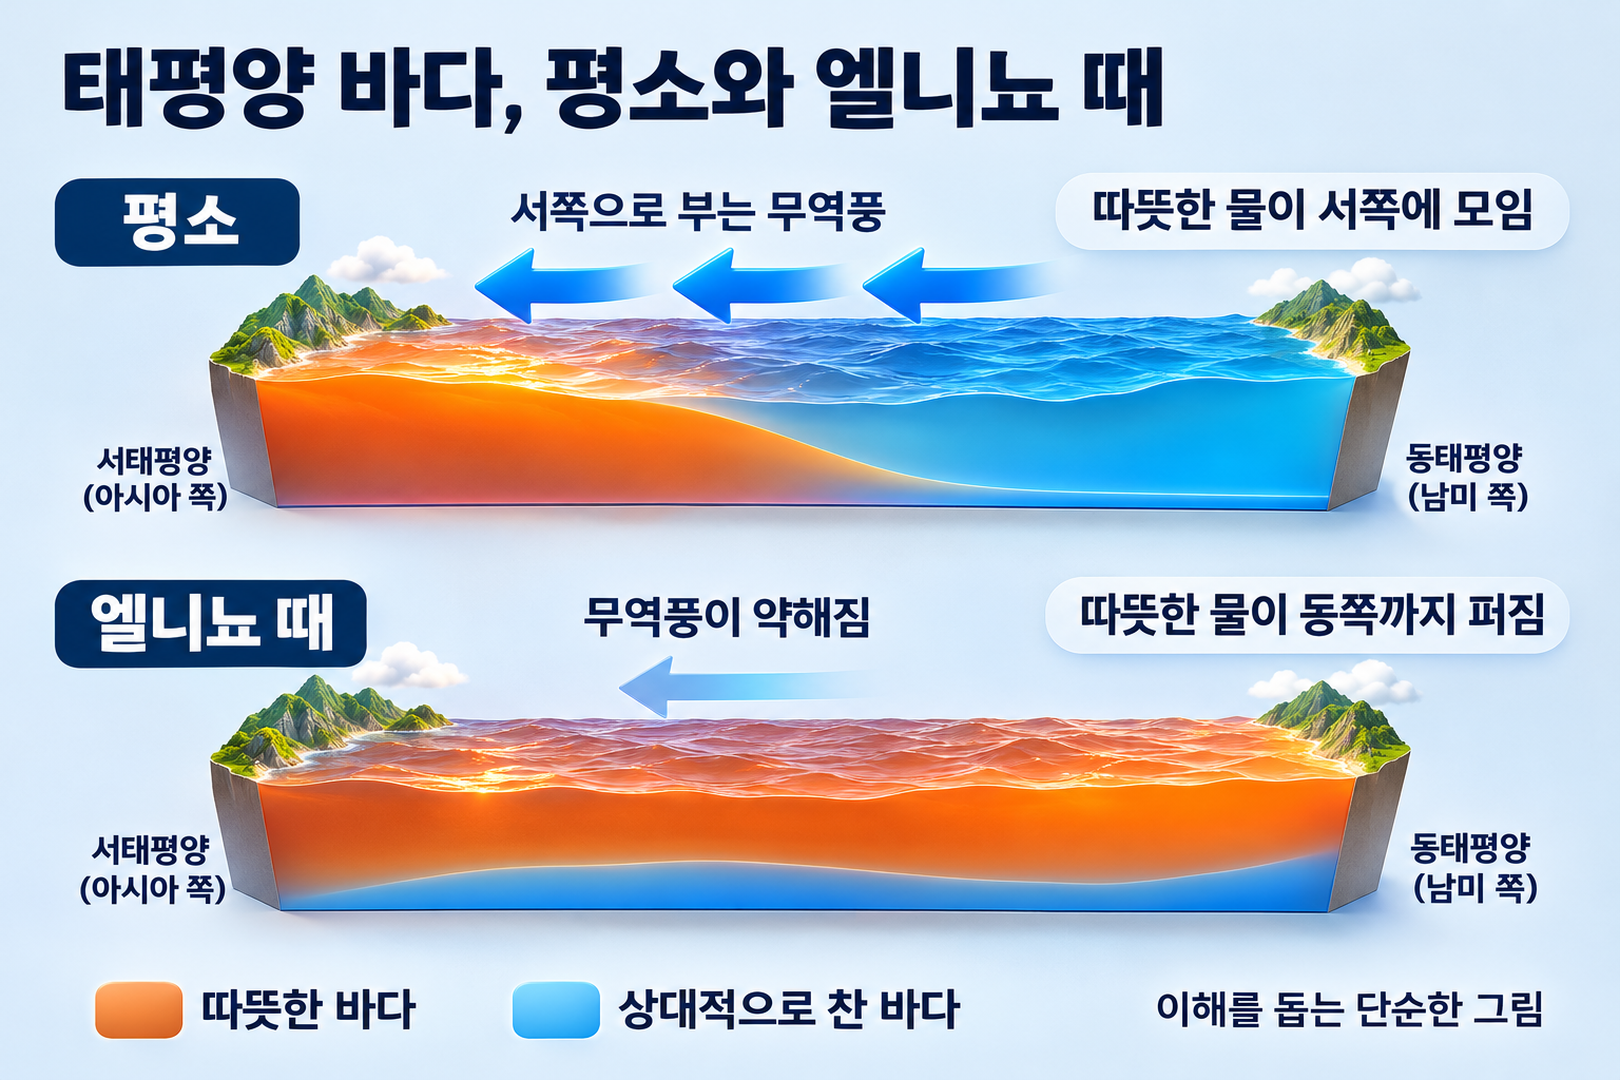 태평양 바다, 평소와 엘니뇨 때
평소
서쪽으로 부는 무역풍
따뜻한 물이 서쪽에 모임
서태평양
(아시아 쪽)
동태평양
(남미 쪽)
엘니뇨 때
무역풍이 약해짐
따뜻한 물이 동쪽까지 퍼짐
서태평양
(아시아 쪽)
동태평양
(남미 쪽)
따뜻한 바다
상대적으로 찬 바다
이해를 돕는 단순한 그림